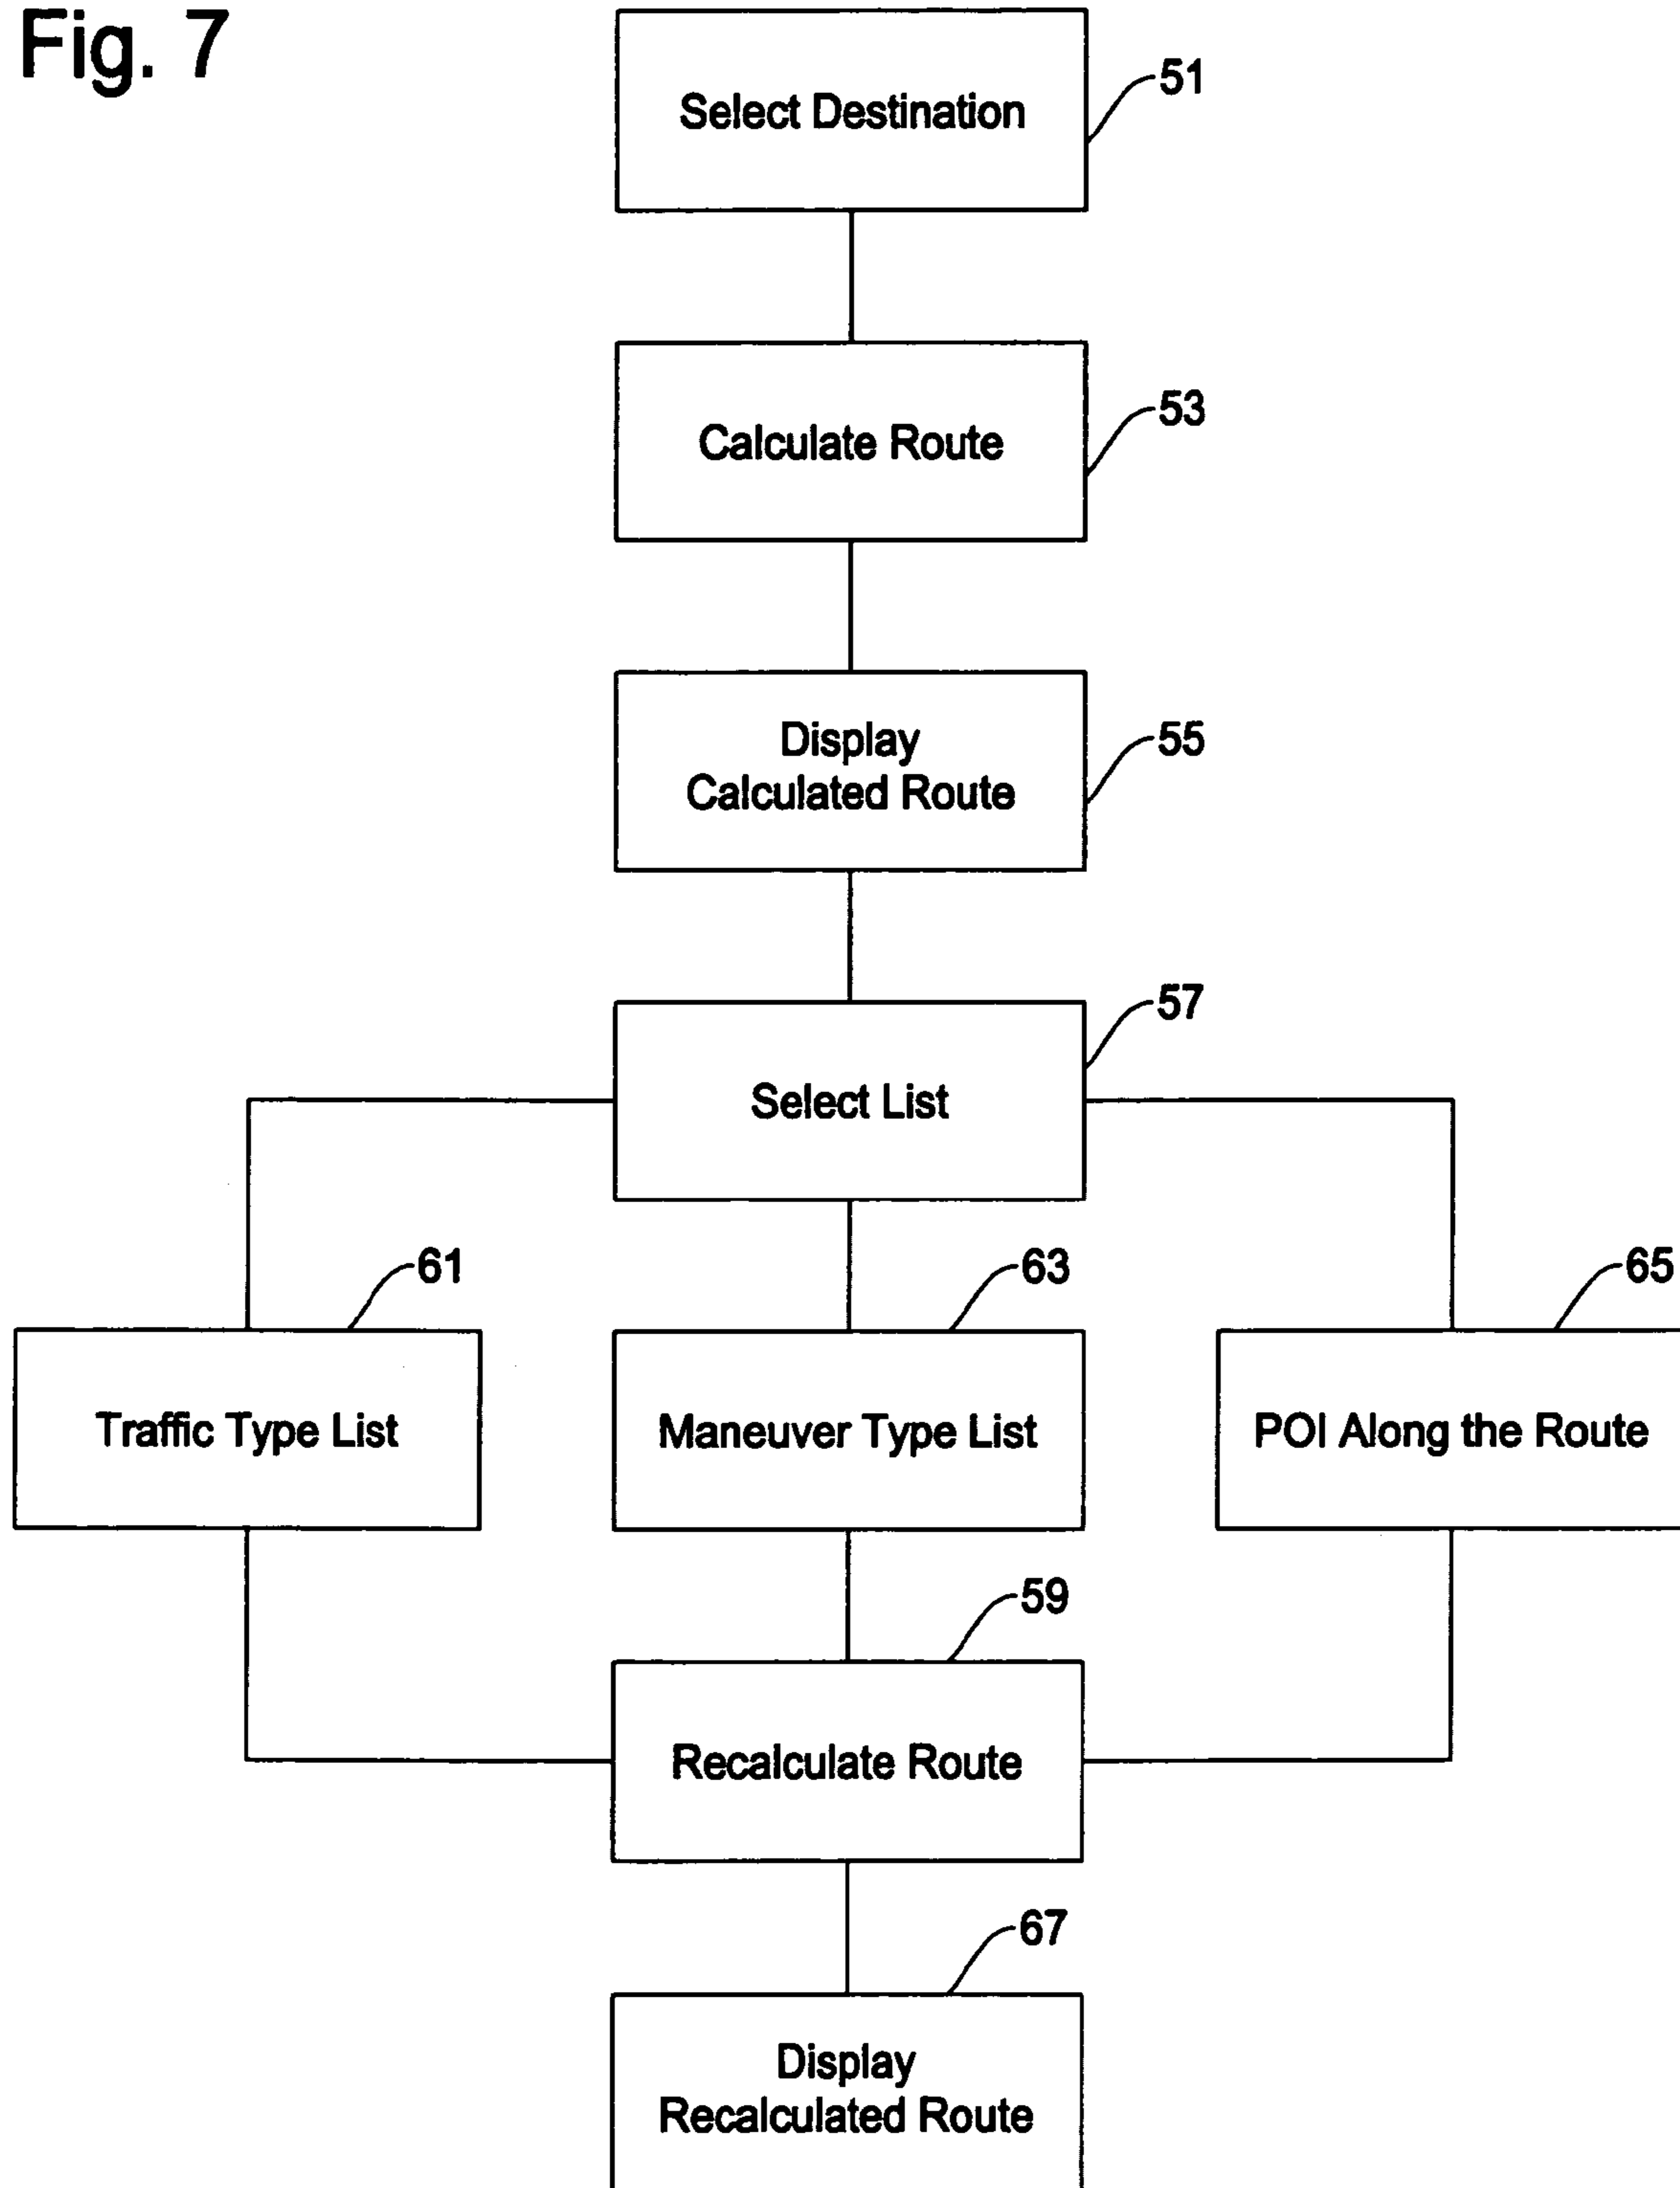 Fig. 7
Select Destination
51
Calculate Route
53
Display
Calculated Route
55
Select List
57
61
63
65
Traffic Type List
Maneuver Type List
POI Along the Route
59
Recalculate Route
67
Display
Recalculated Route